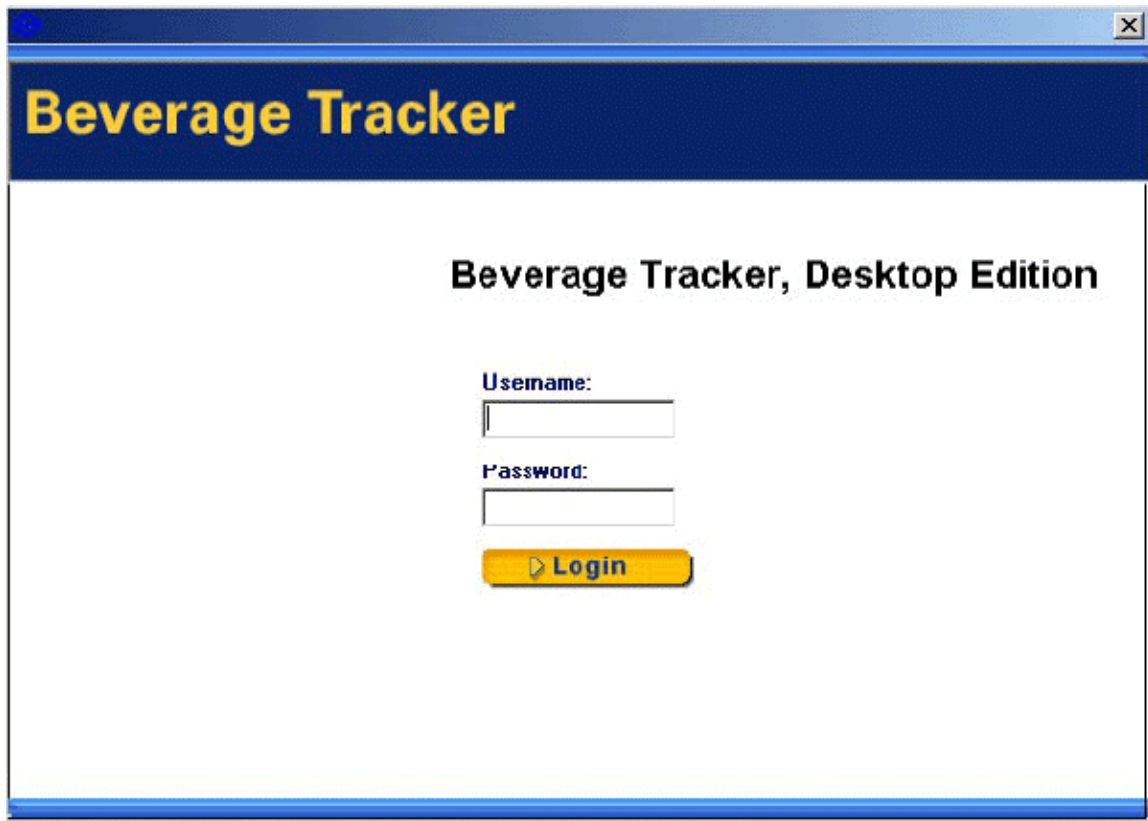 Beverage Tracker
Beverage Tracker, Desktop Edition
Username:
Password:
Login